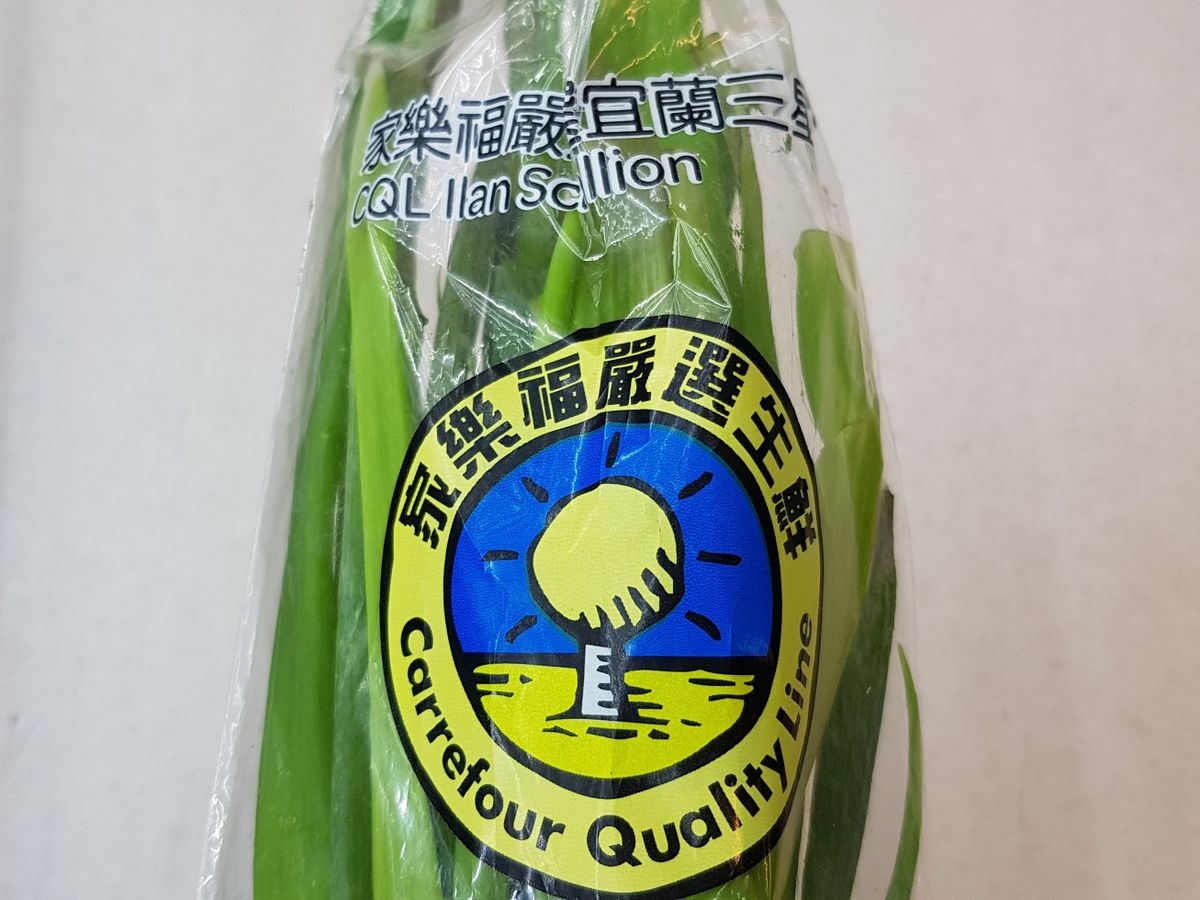 家樂福嚴宜蘭三星
CQL Ilan Scallion
家樂福嚴選生鮮
Carrefour Quality Line